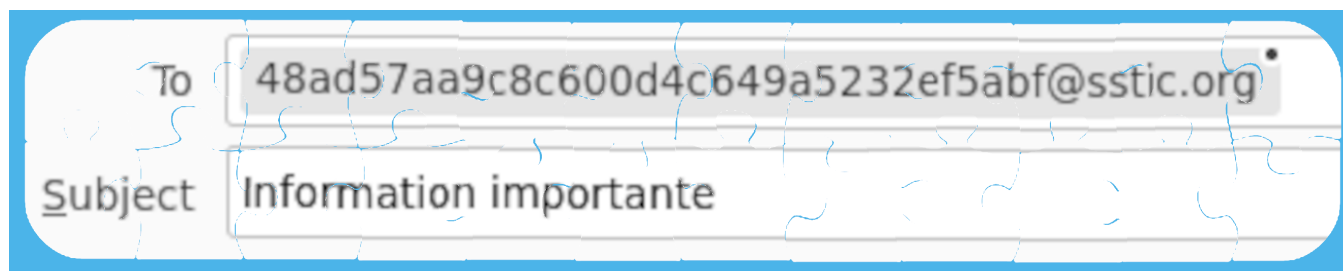 To 48ad57aa9c8c600d4c649a5232ef5abf@sstic.org
Subject Information importante